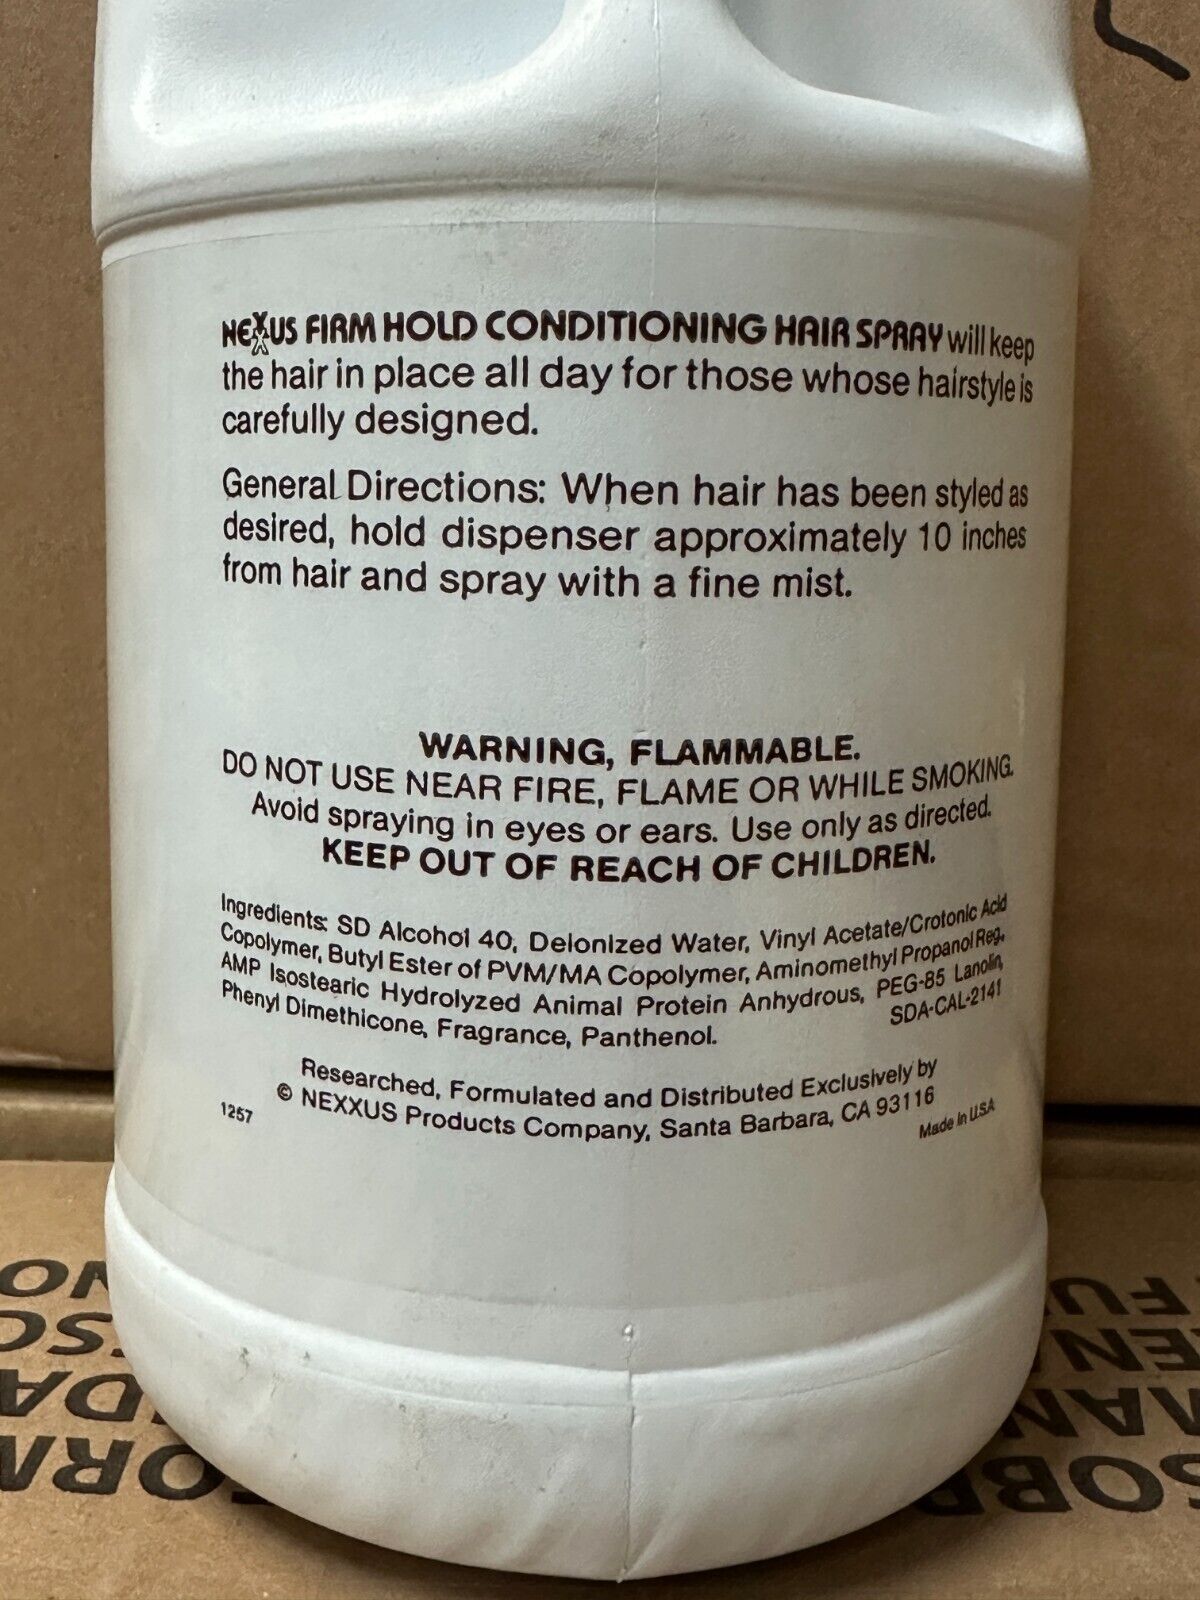 NEXXUS FIRM HOLD CONDITIONING HAIR SPRAY will keep
the hair in place all day for those whose hairstyle is
carefully designed.
General Directions: When hair has been styled as
desired, hold dispenser approximately 10 inches
from hair and spray with a fine mist.
WARNING, FLAMMABLE.
DO NOT USE NEAR FIRE, FLAME OR WHILE SMOKING.
Avoid spraying in eyes or ears. Use only as directed.
KEEP OUT OF REACH OF CHILDREN.
Ingredients: SD Alcohol 40, Deionized Water, Vinyl Acetate/Crotonic Acid
Copolymer, Butyl Ester of PVM/MA Copolymer, Aminomethyl Propanol Reg.
AMP Isostearic Hydrolyzed Animal Protein Anhydrous, PEG-85 Lanolin,
Phenyl Dimethicone, Fragrance, Panthenol.
SDA-CAL-2141
Researched, Formulated and Distributed Exclusively by
© NEXXUS Products Company, Santa Barbara, CA 93116
1257
Made in U.S.A